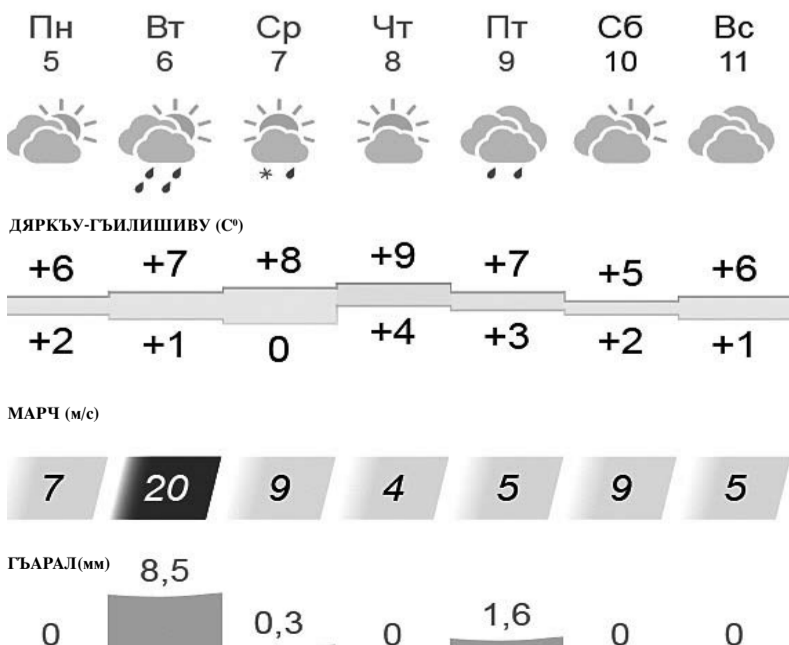 Пн Вт Ср Чт Пт Сб Вс
5 6 7 8 9 10 11
ДЯРКЪУ-ГЪИЛИШИВУ (С⁰)
+6 +7 +8 +9 +7 +5 +6
+2 +1 0 +4 +3 +2 +1
МАРЧ (м/с)
7 20 9 4 5 9 5
ГЪАРАЛ(мм)
0 8,5 0,3 0 1,6 0 0